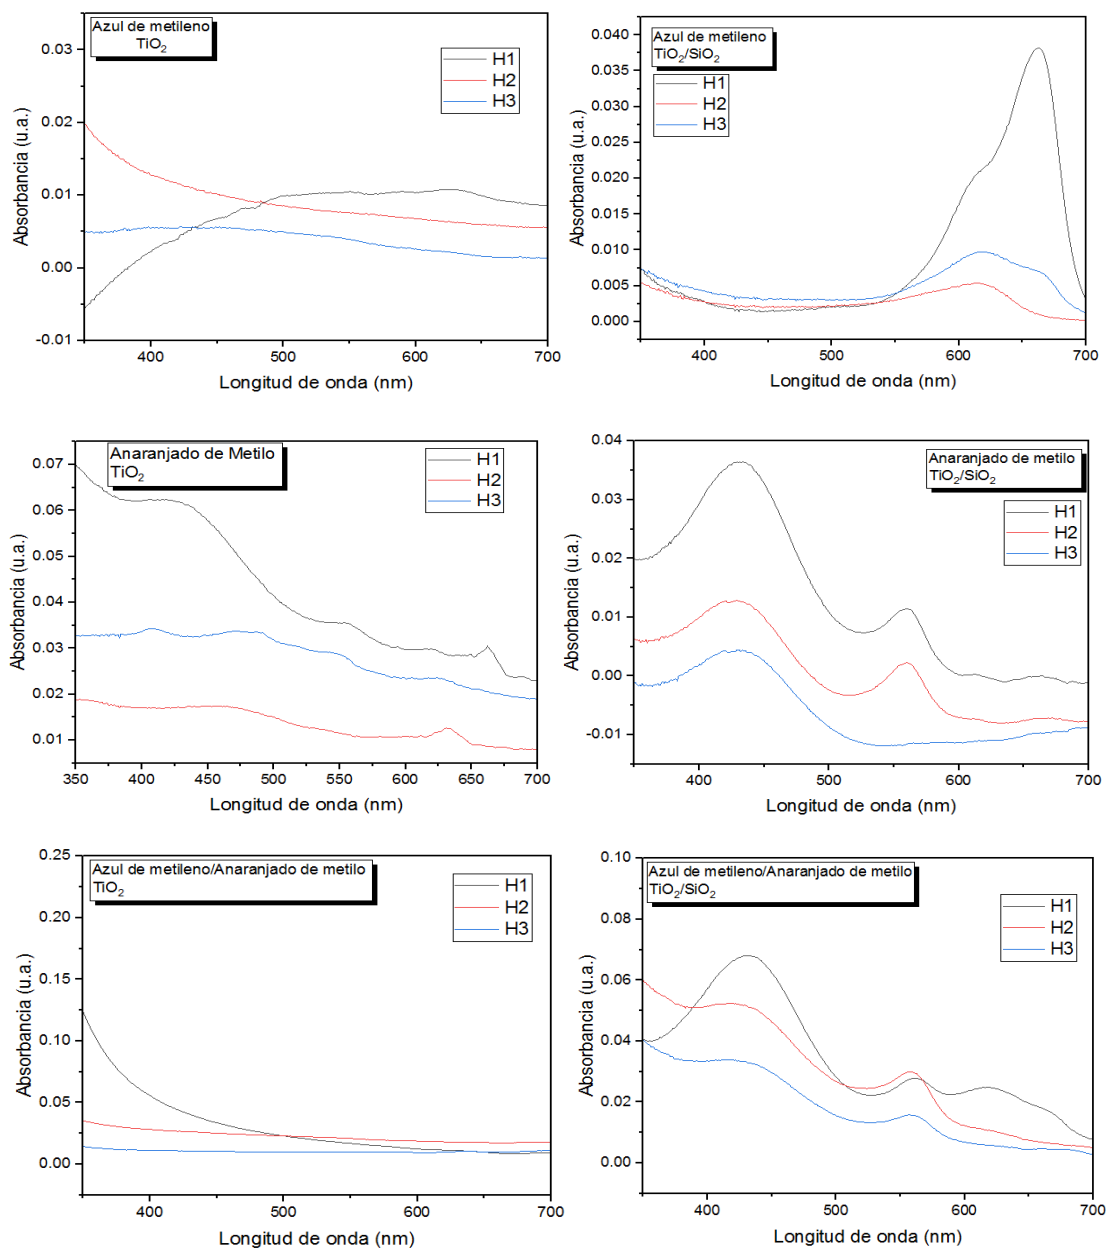 Azul de metileno
TiO2
H1
H2
H3
0.03
0.02
0.01
0.00
-0.01
Absorbancia (u.a.)
400
500
600
700
Longitud de onda (nm)
Azul de metileno
TiO2/SiO2
H1
H2
H3
0.040
0.035
0.030
0.025
0.020
0.015
0.010
0.005
0.000
Absorbancia (u.a.)
400
500
600
700
Longitud de onda (nm)
Anaranjado de Metilo
TiO2
H1
H2
H3
0.07
0.06
0.05
0.04
0.03
0.02
0.01
Absorbancia (u.a.)
350
400
450
500
550
600
650
700
Longitud de onda (nm)
Anaranjado de metilo
TiO2/SiO2
H1
H2
H3
0.04
0.03
0.02
0.01
0.00
-0.01
Absorbancia (u.a.)
400
500
600
700
Longitud de onda (nm)
Azul de metileno/Anaranjado de metilo
TiO2
H1
H2
H3
0.25
0.20
0.15
0.10
0.05
0.00
Absorbancia (u.a.)
400
500
600
700
Longitud de onda (nm)
Azul de metileno/Anaranjado de metilo
TiO2/SiO2
H1
H2
H3
0.10
0.08
0.06
0.04
0.02
0.00
Absorbancia (u.a.)
400
500
600
700
Longitud de onda (nm)